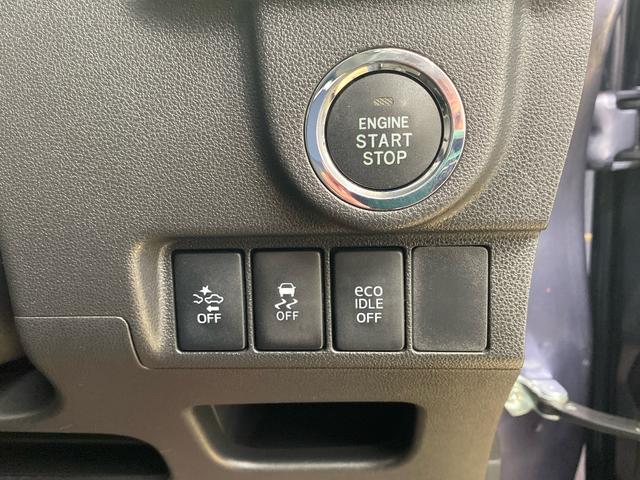 ENGINE
START
STOP
OFF
OFF
eco
IDLE
OFF